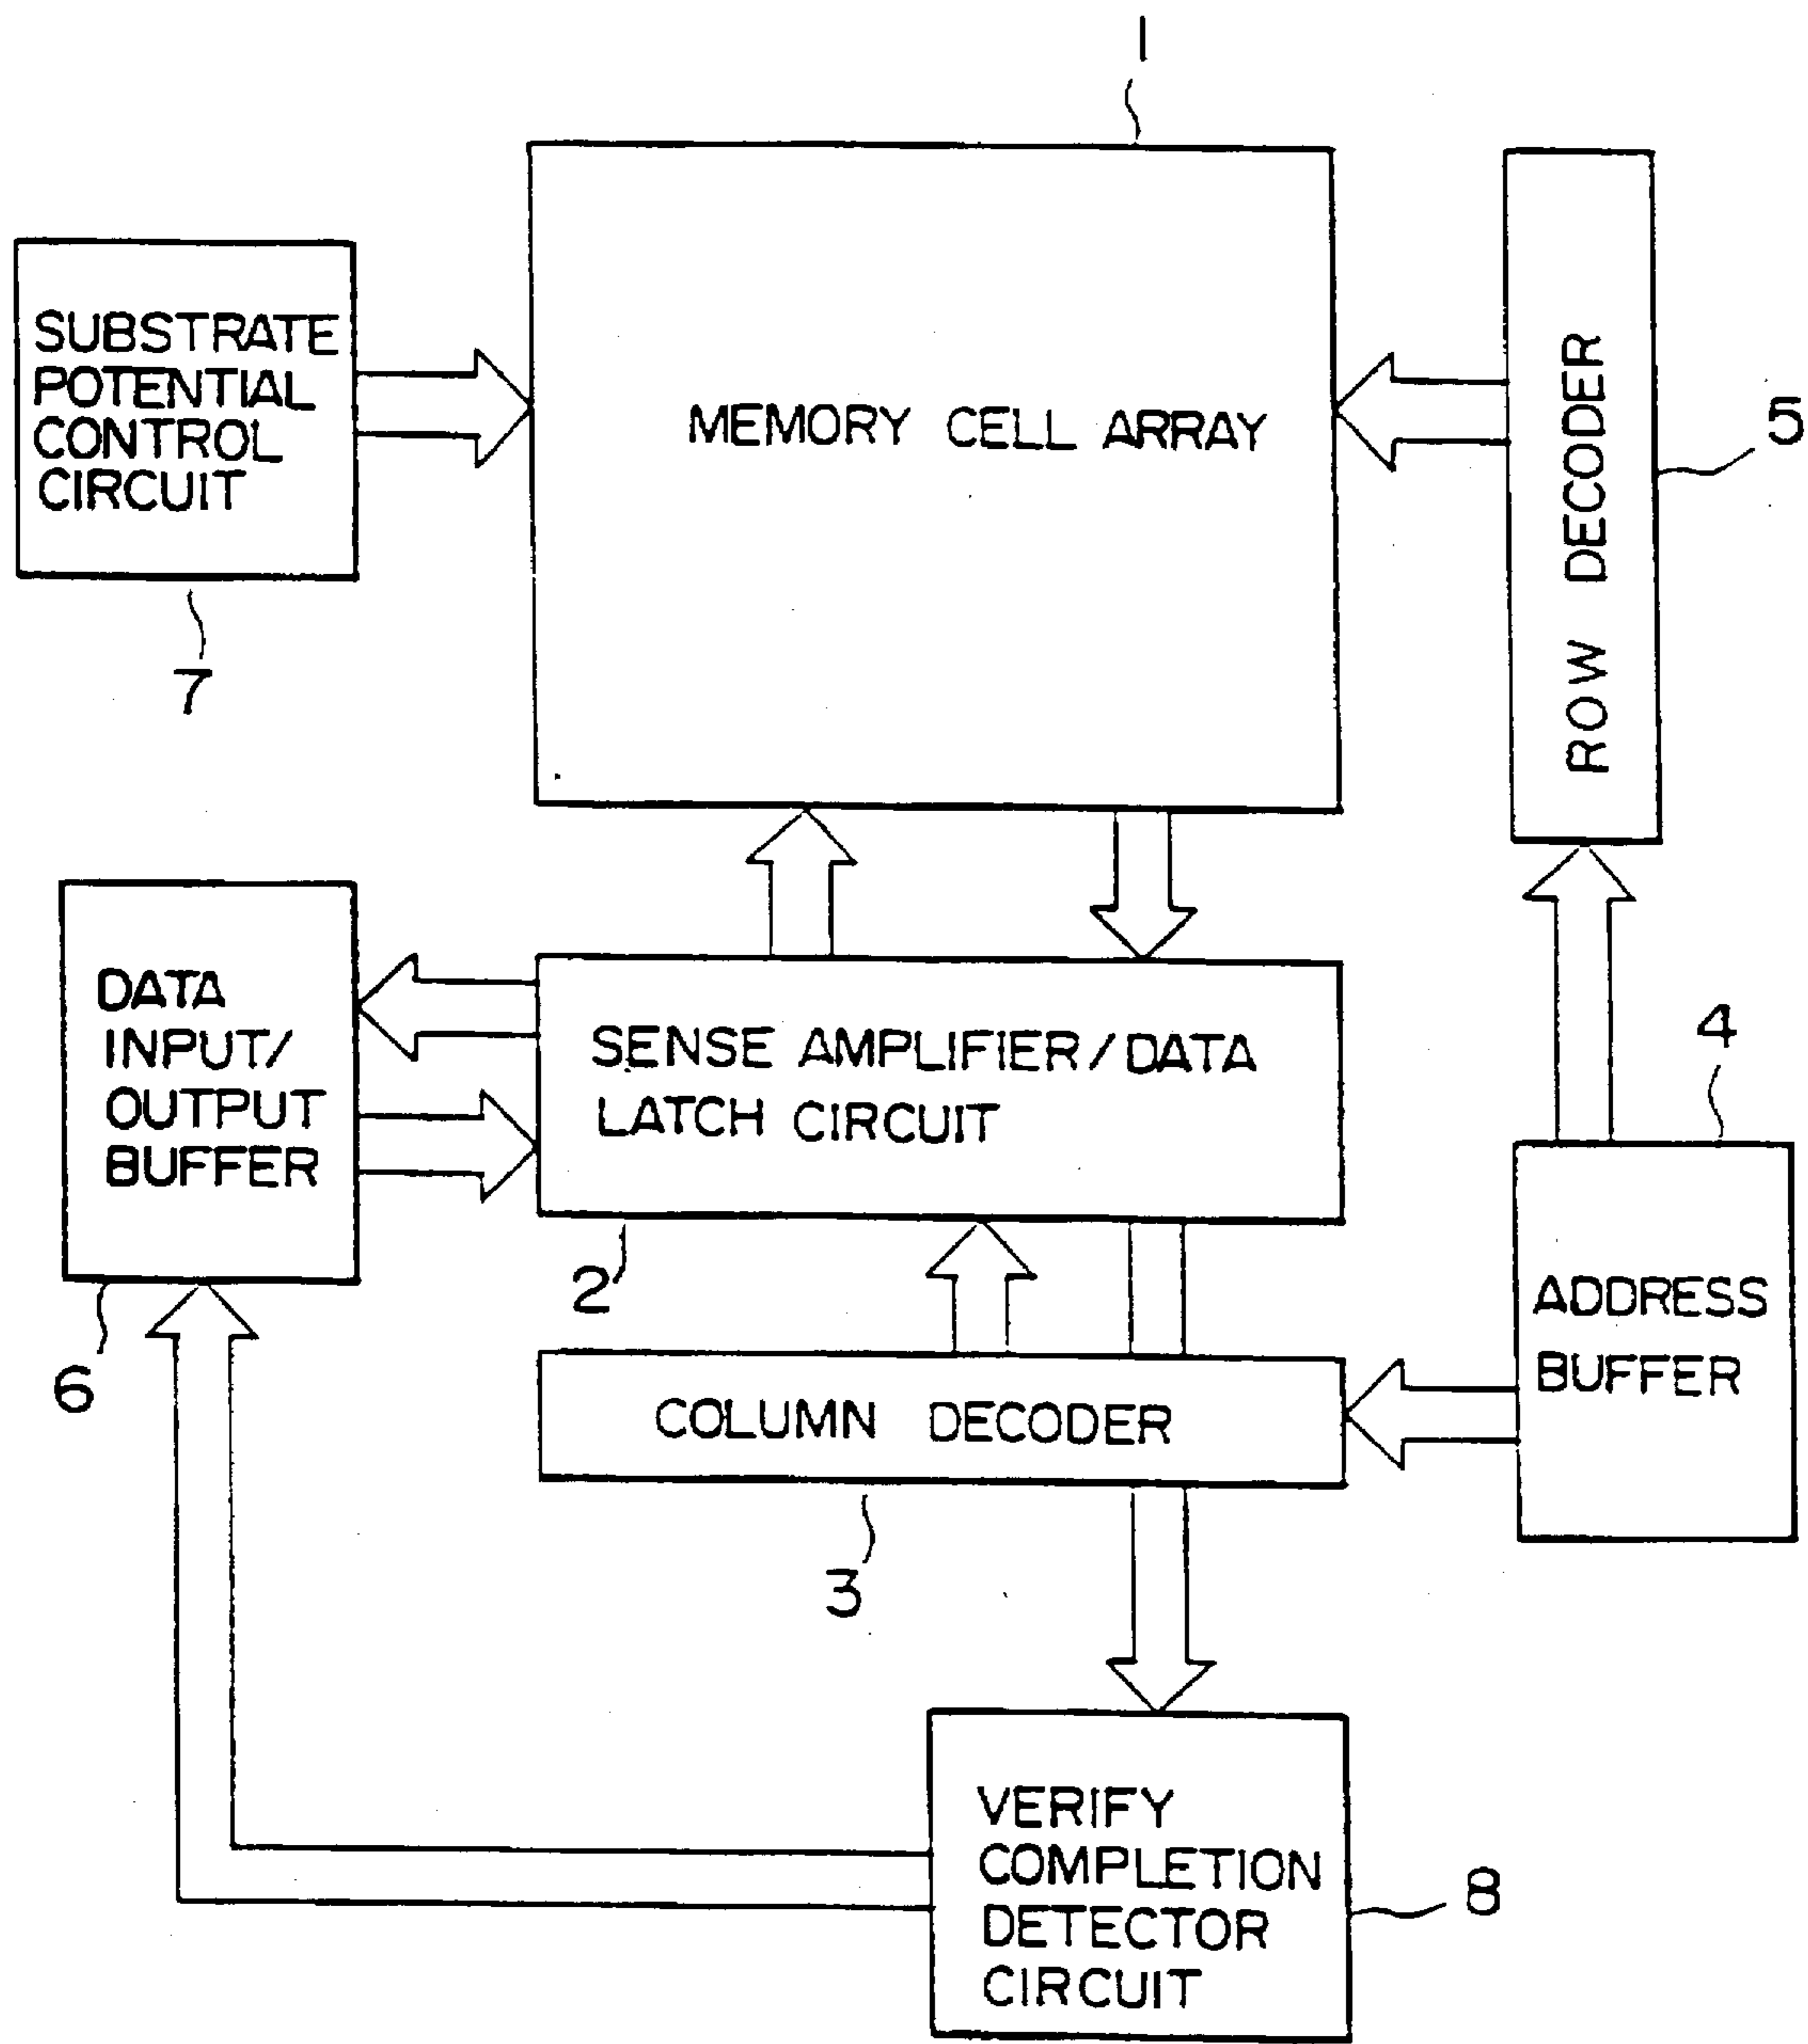 1
SUBSTRATE
POTENTIAL
CONTROL
CIRCUIT
7
MEMORY CELL ARRAY
ROW DECODER
5
DATA
INPUT/
OUTPUT
BUFFER
6
SENSE AMPLIFIER/DATA
LATCH CIRCUIT
2
4
ADDRESS
BUFFER
COLUMN DECODER
3
VERIFY
COMPLETION
DETECTOR
CIRCUIT
8